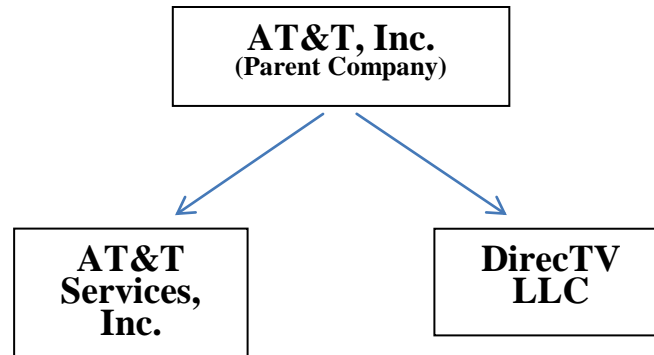 AT&T, Inc.
(Parent Company)
AT&T
Services,
Inc.
DirecTV
LLC